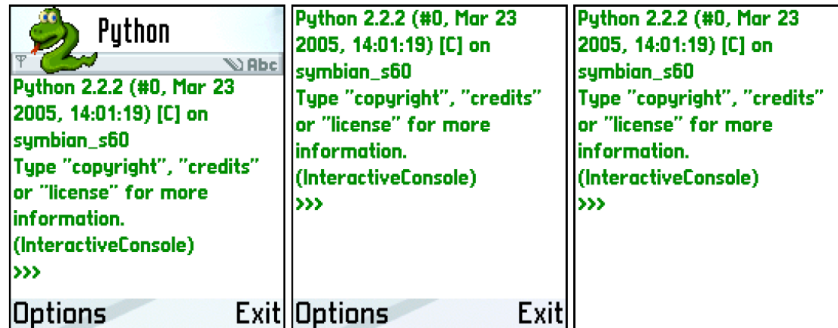 Python
Abc
Python 2.2.2 (#0, Mar 23
2005, 14:01:19) [C] on
symbian_s60
Type "copyright", "credits"
or "license" for more
information.
(InteractiveConsole)
>>>
Options Exit
Python 2.2.2 (#0, Mar 23
2005, 14:01:19) [C] on
symbian_s60
Type "copyright", "credits"
or "license" for more
information.
(InteractiveConsole)
>>>
Options Exit
Python 2.2.2 (#0, Mar 23
2005, 14:01:19) [C] on
symbian_s60
Type "copyright", "credits"
or "license" for more
information.
(InteractiveConsole)
>>>